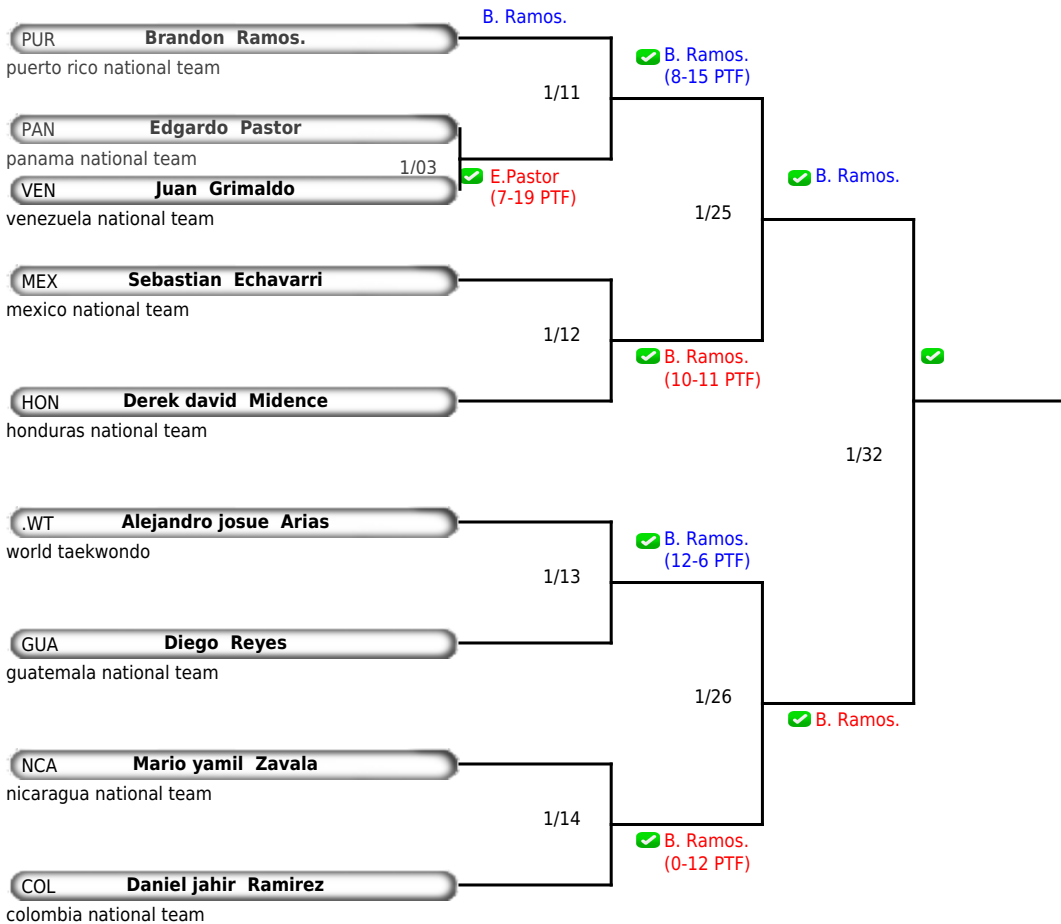 B. Ramos.
PUR Brandon Ramos.
puerto rico national team
B. Ramos.
(8-15 PTF)
1/11
PAN Edgardo Pastor
panama national team
1/03
E.Pastor
(7-19 PTF)
VEN Juan Grimaldo
venezuela national team
B. Ramos.
1/25
MEX Sebastian Echavarri
mexico national team
1/12
B. Ramos.
(10-11 PTF)
HON Derek david Midence
honduras national team
1/32
.WT Alejandro josue Arias
world taekwondo
B. Ramos.
(12-6 PTF)
1/13
GUA Diego Reyes
guatemala national team
1/26
B. Ramos.
NCA Mario yamil Zavala
nicaragua national team
1/14
B. Ramos.
(0-12 PTF)
COL Daniel jahir Ramirez
colombia national team